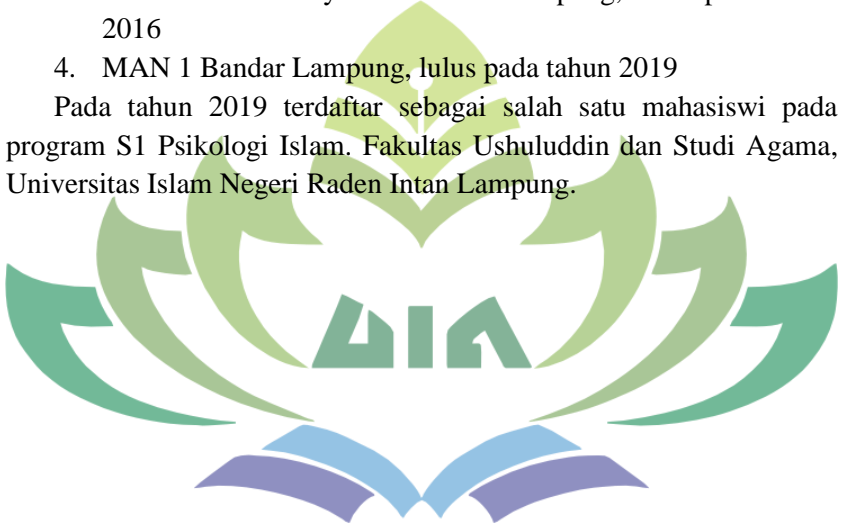 2016
4. MAN 1 Bandar Lampung, lulus pada tahun 2019
Pada tahun 2019 terdaftar sebagai salah satu mahasiswi pada
program S1 Psikologi Islam. Fakultas Ushuluddin dan Studi Agama,
Universitas Islam Negeri Raden Intan Lampung.
UIN